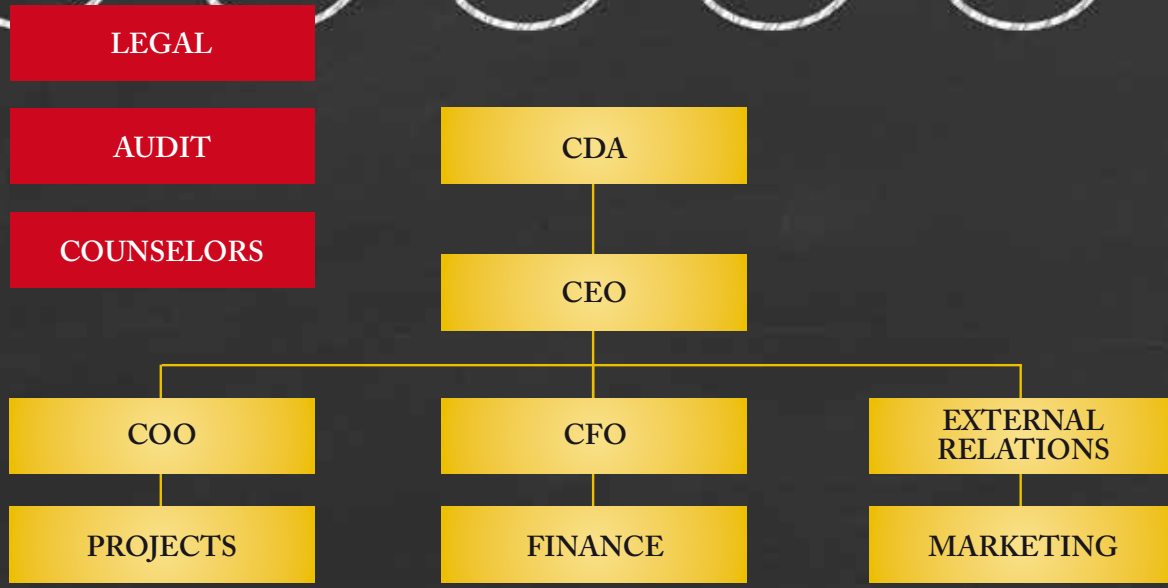 LEGAL
AUDIT
COUNSELORS
CDA
CEO
COO
CFO
EXTERNAL
RELATIONS
PROJECTS
FINANCE
MARKETING